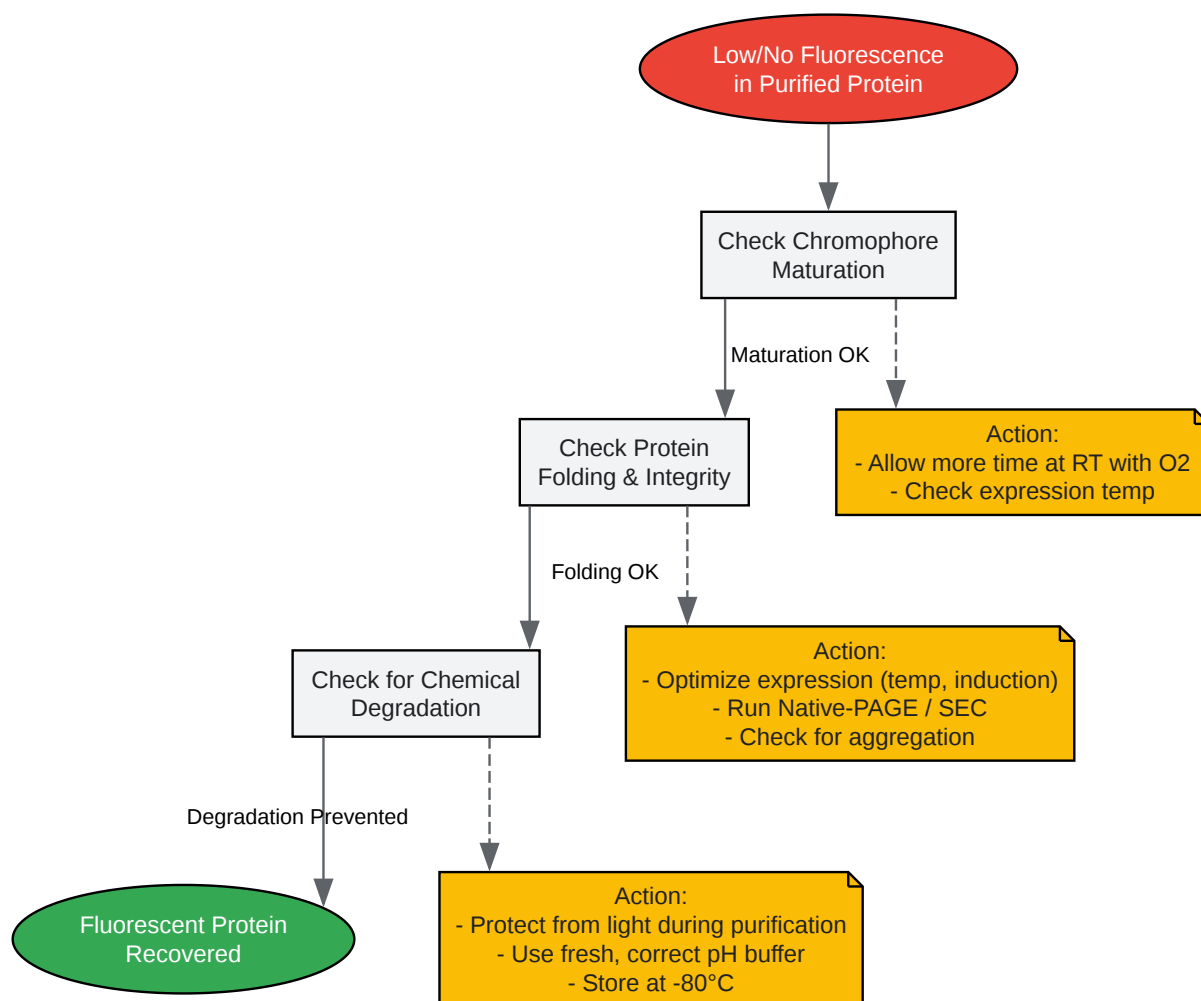 Low/No Fluorescence
in Purified Protein
Check Chromophore
Maturation
Maturation OK
Action:
- Allow more time at RT with O2
- Check expression temp
Check Protein
Folding & Integrity
Folding OK
Action:
- Optimize expression (temp, induction)
- Run Native-PAGE / SEC
- Check for aggregation
Check for Chemical
Degradation
Degradation Prevented
Action:
- Protect from light during purification
- Use fresh, correct pH buffer
- Store at -80°C
Fluorescent Protein
Recovered